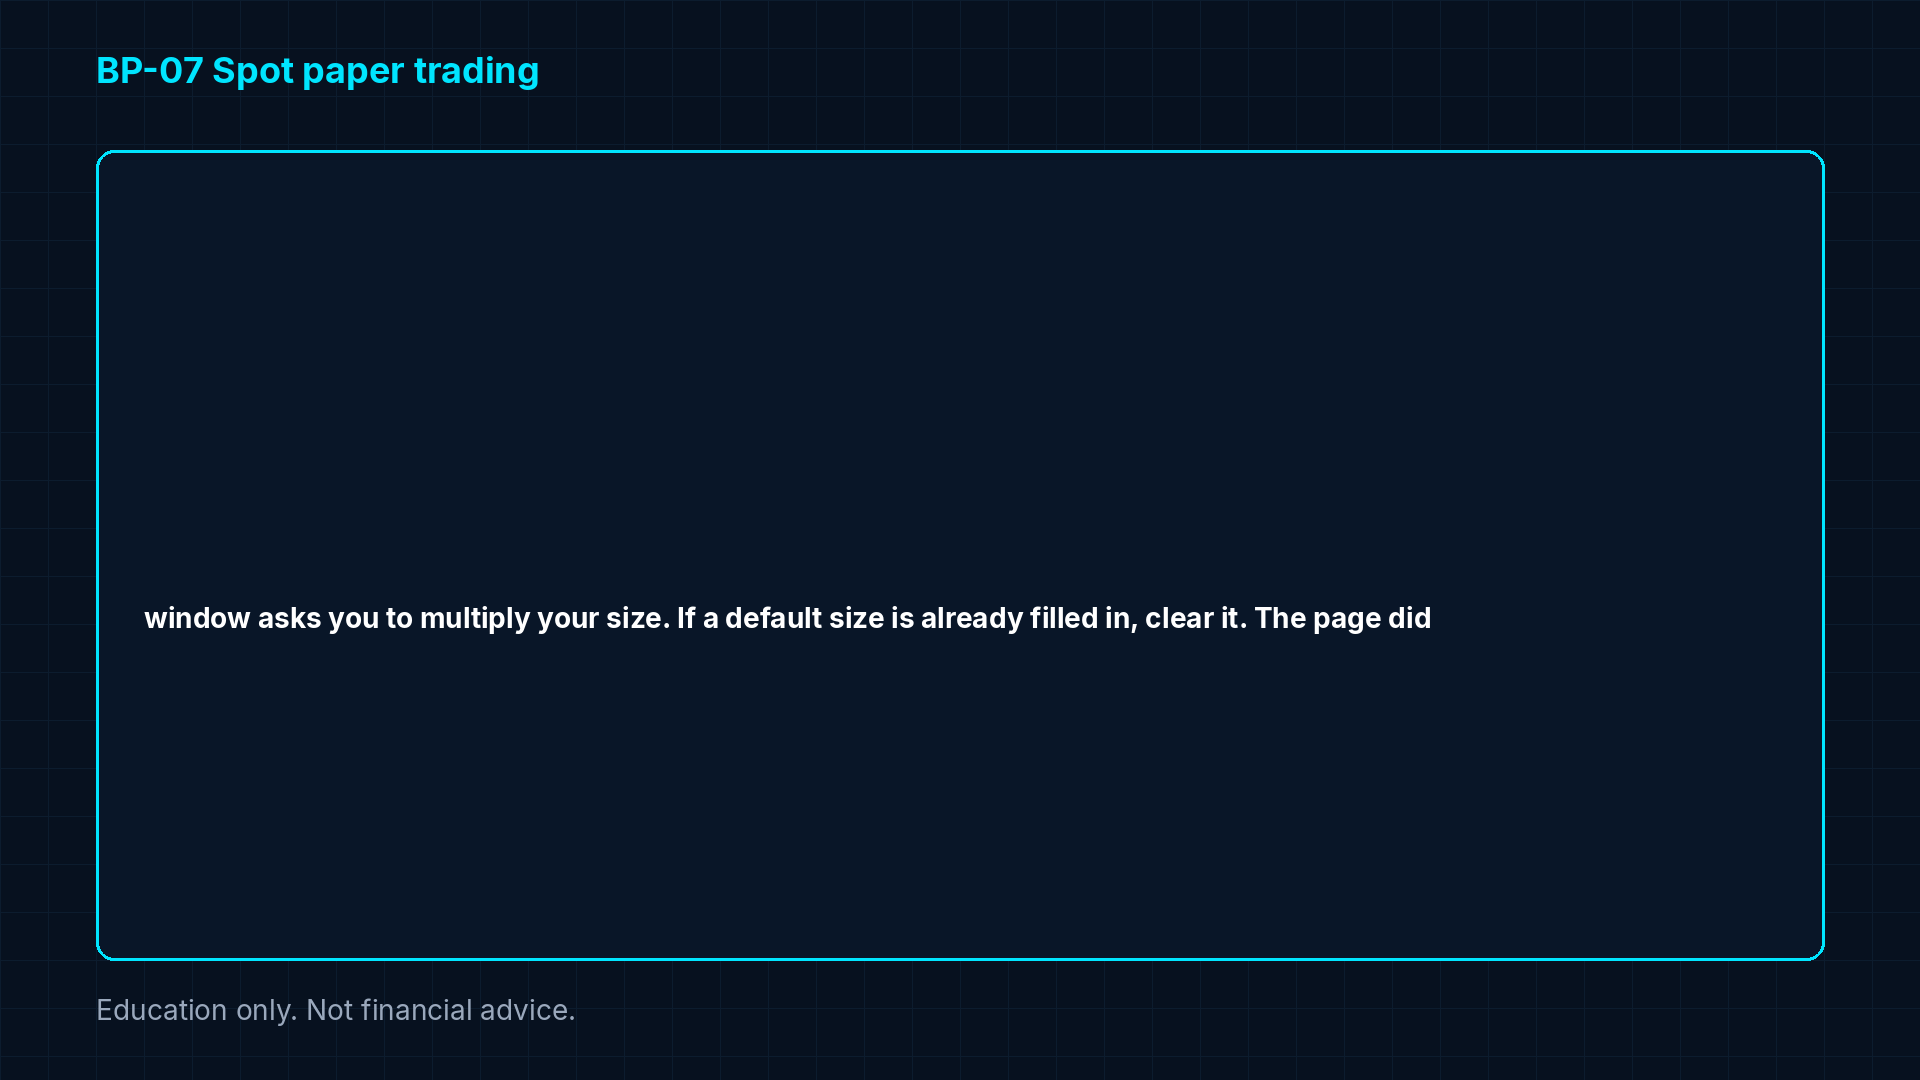 BP-07 Spot paper trading
window asks you to multiply your size. If a default size is already filled in, clear it. The page did
Education only. Not financial advice.